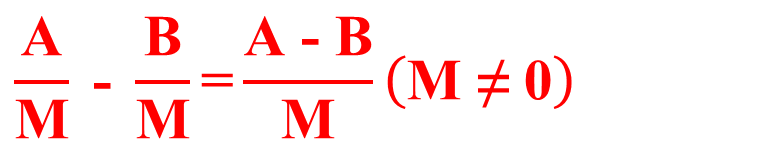 A/M - B/M = (A - B)/M (M ≠ 0)